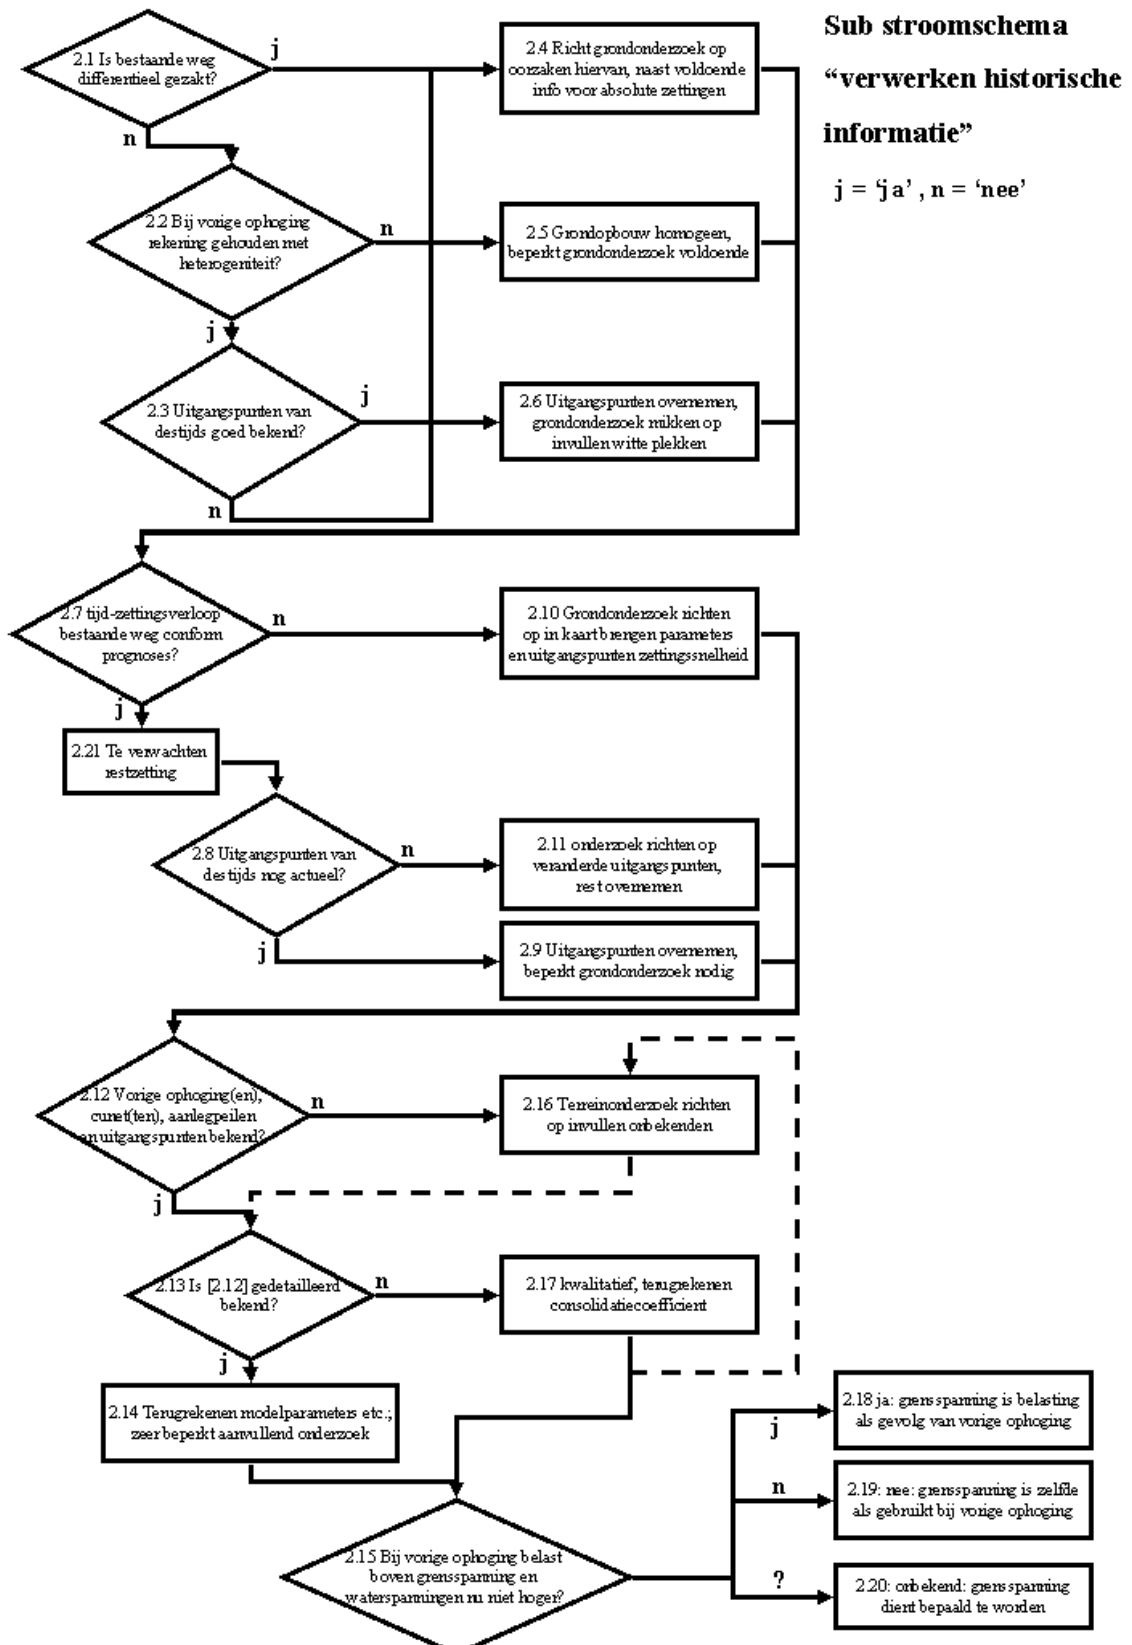 Sub stroomschema
“verwerken historische
informatie”
j = ‘ja’ , n = ‘nee’
2.1 Is bestaande weg
differentieel gezakt?
j
n
2.4 Richt grondonderzoek op
oorzaken hiervan, naast voldoende
info voor absolute zettingen
2.2 Bij vorige ophoging
rekening gehouden met
heterogeniteit?
n
j
2.5 Grondopbouw homogeen,
beperkt grondonderzoek voldoende
2.3 Uitgangspunten van
destijds goed bekend?
j
n
2.6 Uitgangspunten overnemen,
grondonderzoek mikken op
invullen witte plekken
2.7 tijd-zettingsverloop
bestaande weg conform
prognoses?
n
j
2.10 Grondonderzoek richten
op in kaart brengen parameters
en uitgangspunten zettingssnelheid
2.21 Te verwachten
restzetting
2.8 Uitgangspunten van
destijds nog actueel?
n
j
2.11 onderzoek richten op
veranderde uitgangspunten,
rest overnemen
2.9 Uitgangspunten overnemen,
beperkt grondonderzoek nodig
2.12 Vorige ophoging(en),
cunet(ten), aanlegpeilen
en uitgangspunten bekend?
n
j
2.16 Terreinonderzoek richten
op invullen onbekenden
2.13 Is [2.12] gedetailleerd
bekend?
n
j
2.17 kwalitatief, terugrekenen
consolidatiecoefficient
2.14 Terugrekenen modelparameters etc.;
zeer beperkt aanvullend onderzoek
2.15 Bij vorige ophoging belast
boven grensspanning en
waterspanningen nu niet hoger?
j
n
?
2.18 ja: grensspanning is belasting
als gevolg van vorige ophoging
2.19: nee: grensspanning is zelfde
als gebruikt bij vorige ophoging
2.20: onbekend: grensspanning
dient bepaald te worden